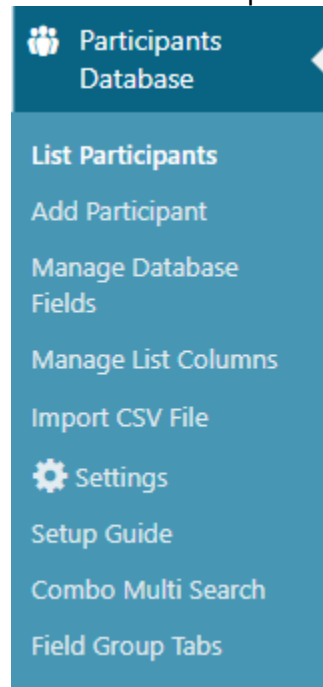 Participants
Database
List Participants
Add Participant
Manage Database
Fields
Manage List Columns
Import CSV File
Settings
Setup Guide
Combo Multi Search
Field Group Tabs